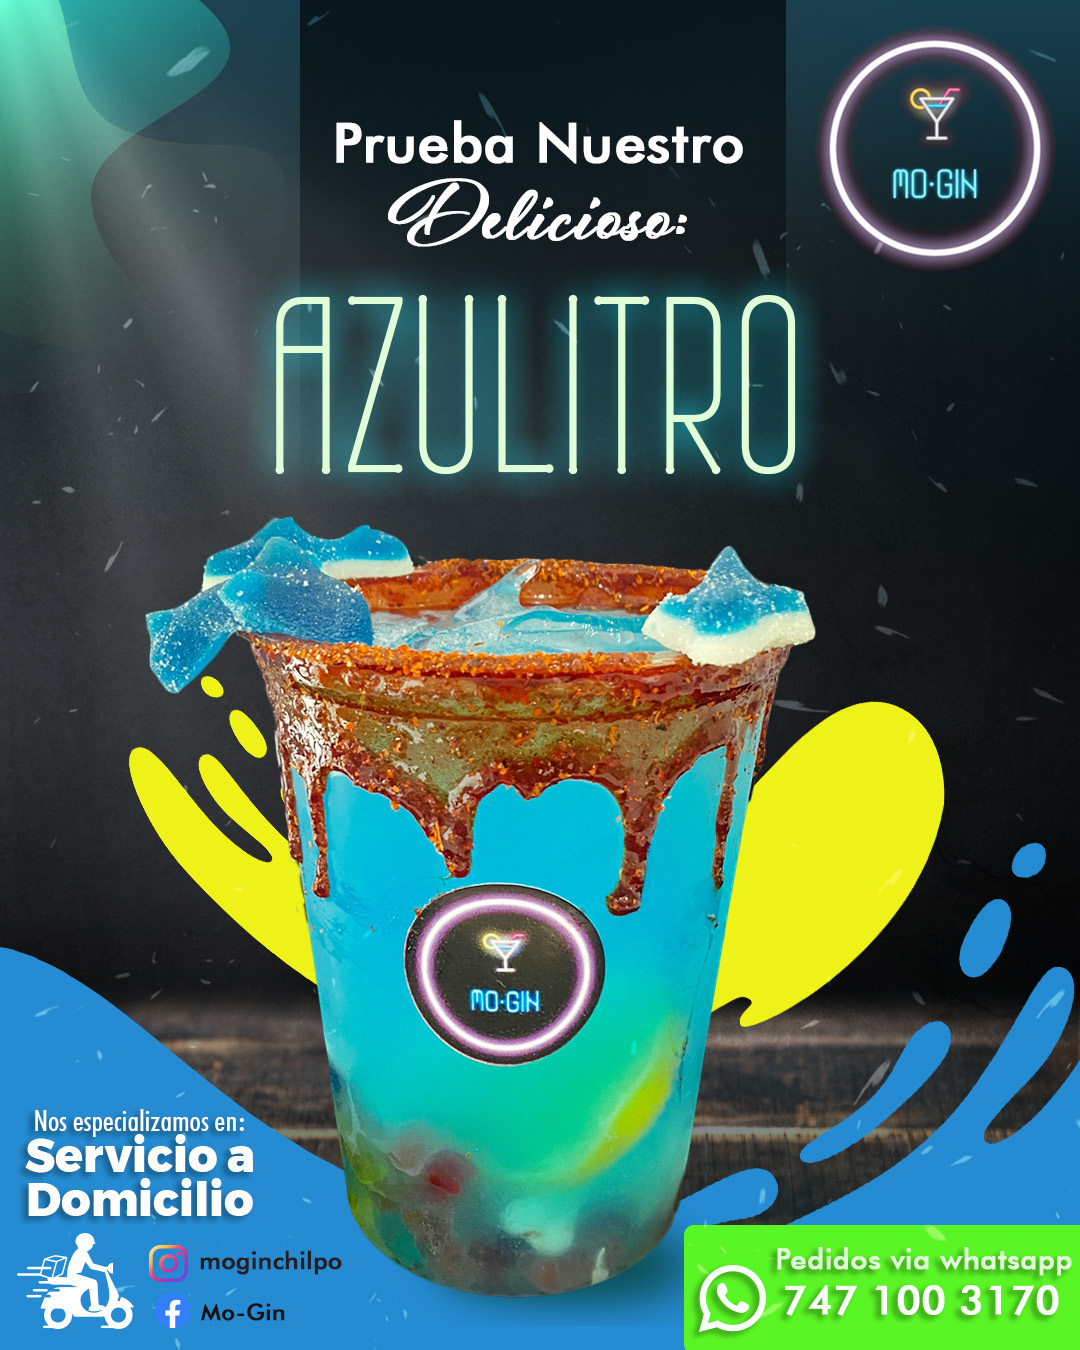 Prueba Nuestro
Delicioso:
MO·GIN
AZULITRO
MO·GIN
Nos especializamos en:
Servicio a
Domicilio
moginchilpo
Mo-Gin
Pedidos via whatsapp
747 100 3170